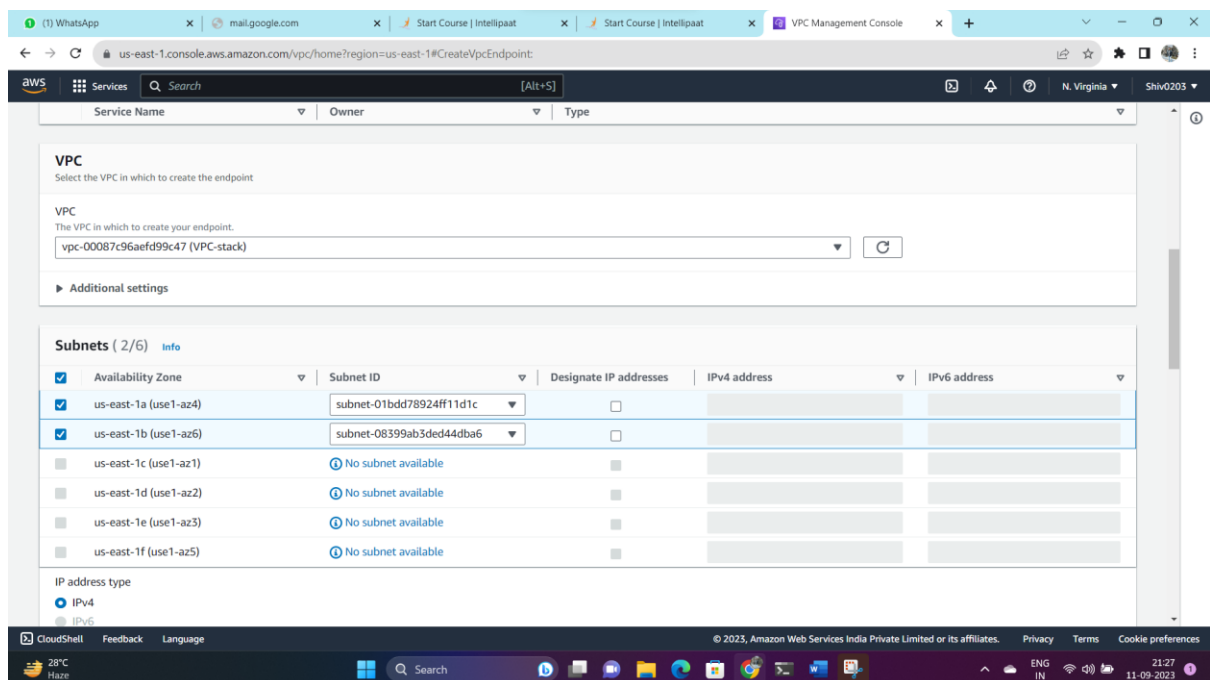 (1) WhatsApp mail.google.com Start Course | Intellipaat Start Course | Intellipaat VPC Management Console
us-east-1.console.aws.amazon.com/vpc/home?region=us-east-1#CreateVpcEndpoint:
aws Services Search [Alt+S] N. Virginia Shiv0203
Service Name Owner Type
VPC
Select the VPC in which to create the endpoint
VPC
The VPC in which to create your endpoint.
vpc-00087c96aefd99c47 (VPC-stack)
Additional settings
Subnets ( 2/6) Info
Availability Zone Subnet ID Designate IP addresses IPv4 address IPv6 address
us-east-1a (use1-az4) subnet-01bdd78924ff11d1c
us-east-1b (use1-az6) subnet-08399ab3ded44dba6
us-east-1c (use1-az1) No subnet available
us-east-1d (use1-az2) No subnet available
us-east-1e (use1-az3) No subnet available
us-east-1f (use1-az5) No subnet available
IP address type
IPv4
IPv6
CloudShell Feedback Language © 2023, Amazon Web Services India Private Limited or its affiliates. Privacy Terms Cookie preferences
28°C
Haze
Search
ENG
IN
21:27
11-09-2023
1